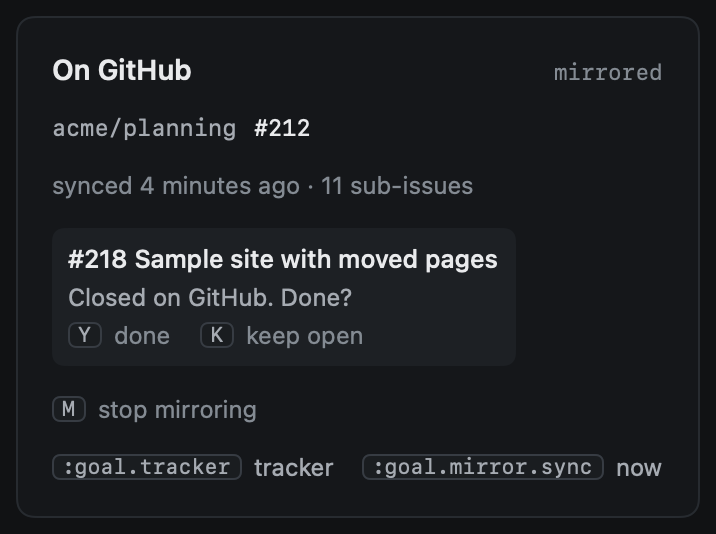 On GitHub mirrored
acme/planning #212
synced 4 minutes ago · 11 sub-issues
#218 Sample site with moved pages
Closed on GitHub. Done?
Y done K keep open
M stop mirroring
:goal.tracker tracker :goal.mirror.sync now